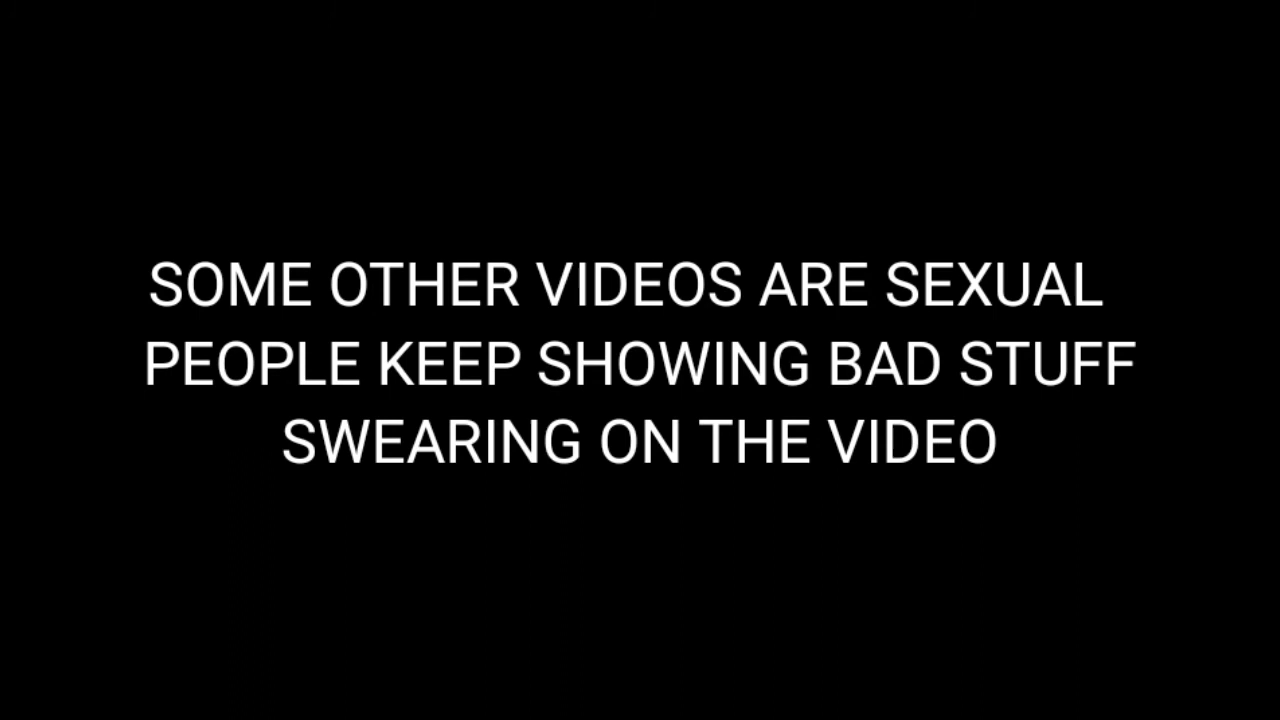 SOME OTHER VIDEOS ARE SEXUAL
PEOPLE KEEP SHOWING BAD STUFF
SWEARING ON THE VIDEO